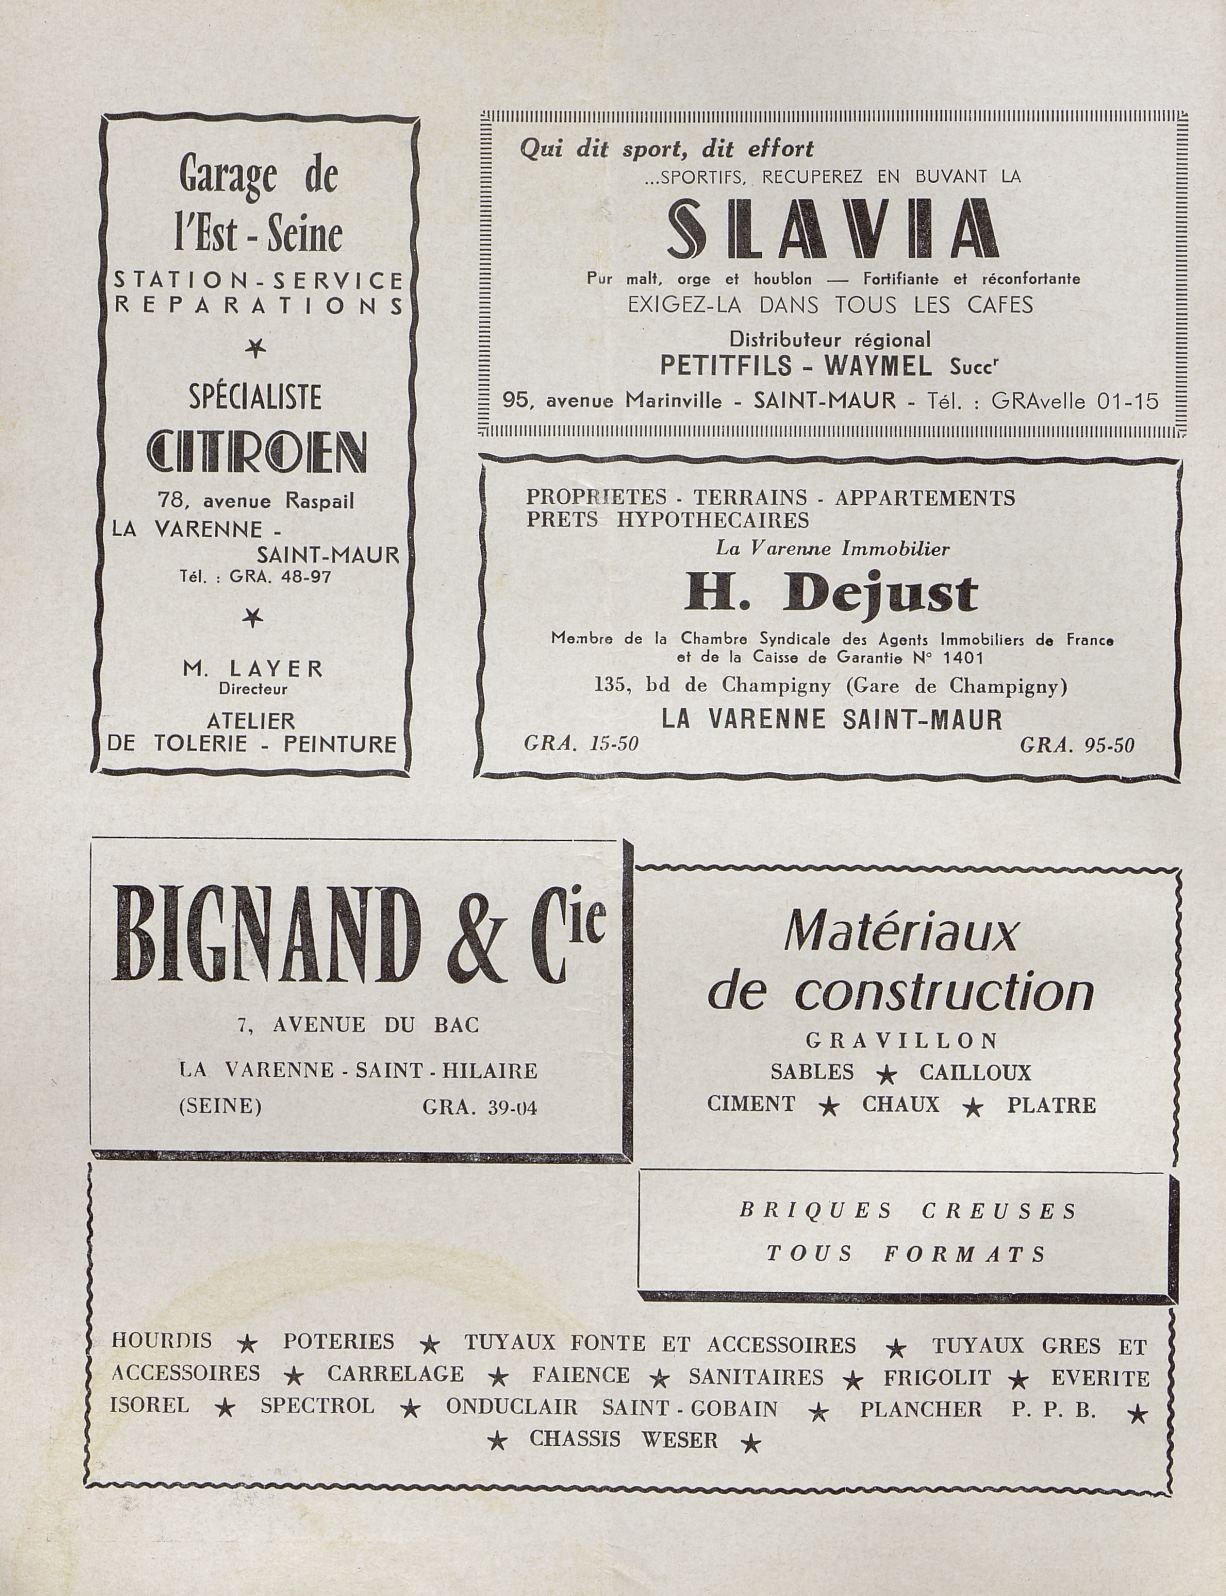 Garage de
l'Est - Seine
STATION-SERVICE
REPARATIONS
SPÉCIALISTE
CITROEN
78, avenue Raspail
LA VARENNE -
SAINT-MAUR
Tél. : GRA. 48-97
M. LAYER
Directeur
ATELIER
DE TOLERIE - PEINTURE
Qui dit sport, dit effort
...SPORTIFS, RECUPEREZ EN BUVANT LA
SLAVIA
Pur malt, orge et houblon — Fortifiante et réconfortante
EXIGEZ-LA DANS TOUS LES CAFES
Distributeur régional
PETITFILS - WAYMEL Succr
95, avenue Marinville - SAINT-MAUR - Tél. : GRAvelle 01-15
PROPRIETES - TERRAINS - APPARTEMENTS
PRETS HYPOTHECAIRES
La Varenne Immobilier
H. Dejust
Membre de la Chambre Syndicale des Agents Immobiliers de France
et de la Caisse de Garantie N° 1401
135, bd de Champigny (Gare de Champigny)
LA VARENNE SAINT-MAUR
GRA. 15-50 GRA. 95-50
BIGNAND & Cie
7, AVENUE DU BAC
LA VARENNE - SAINT - HILAIRE
(SEINE) GRA. 39-04
Matériaux
de construction
GRAVILLON
SABLES ★ CAILLOUX
CIMENT ★ CHAUX ★ PLATRE
BRIQUES CREUSES
TOUS FORMATS
HOURDIS ★ POTERIES ★ TUYAUX FONTE ET ACCESSOIRES ★ TUYAUX GRES ET
ACCESSOIRES ★ CARRELAGE ★ FAIENCE ★ SANITAIRES ★ FRIGOLIT ★ EVERITE
ISOREL ★ SPECTROL ★ ONDUCLAIR SAINT - GOBAIN ★ PLANCHER P. P. B. ★
★ CHASSIS WESER ★